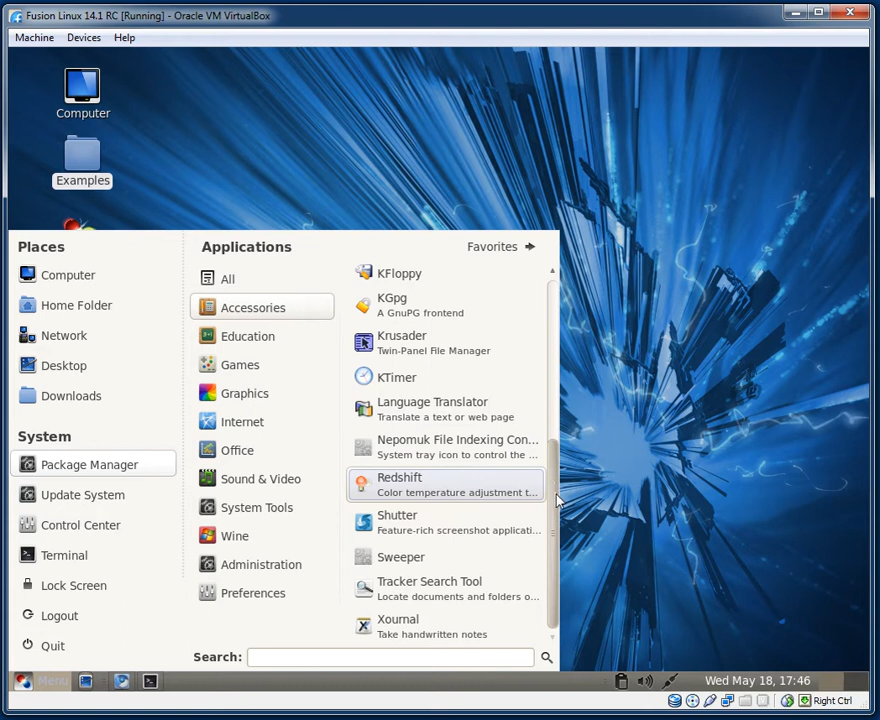 Fusion Linux 14.1 RC [Running] - Oracle VM VirtualBox
Machine Devices Help
Computer
Examples
Places
Computer
Home Folder
Network
Desktop
Downloads
System
Package Manager
Update System
Control Center
Terminal
Lock Screen
Logout
Quit
Applications
Favorites
All
Accessories
Education
Games
Graphics
Internet
Office
Sound & Video
System Tools
Wine
Administration
Preferences
KFloppy
KGpg
A GnuPG frontend
Krusader
Twin-Panel File Manager
KTimer
Language Translator
Translate a text or web page
Nepomuk File Indexing Con...
System tray icon to control the ...
Redshift
Color temperature adjustment t...
Shutter
Feature-rich screenshot applicati...
Sweeper
Tracker Search Tool
Locate documents and folders o...
Xournal
Take handwritten notes
Search:
Menu
Wed May 18, 17:46
Right Ctrl